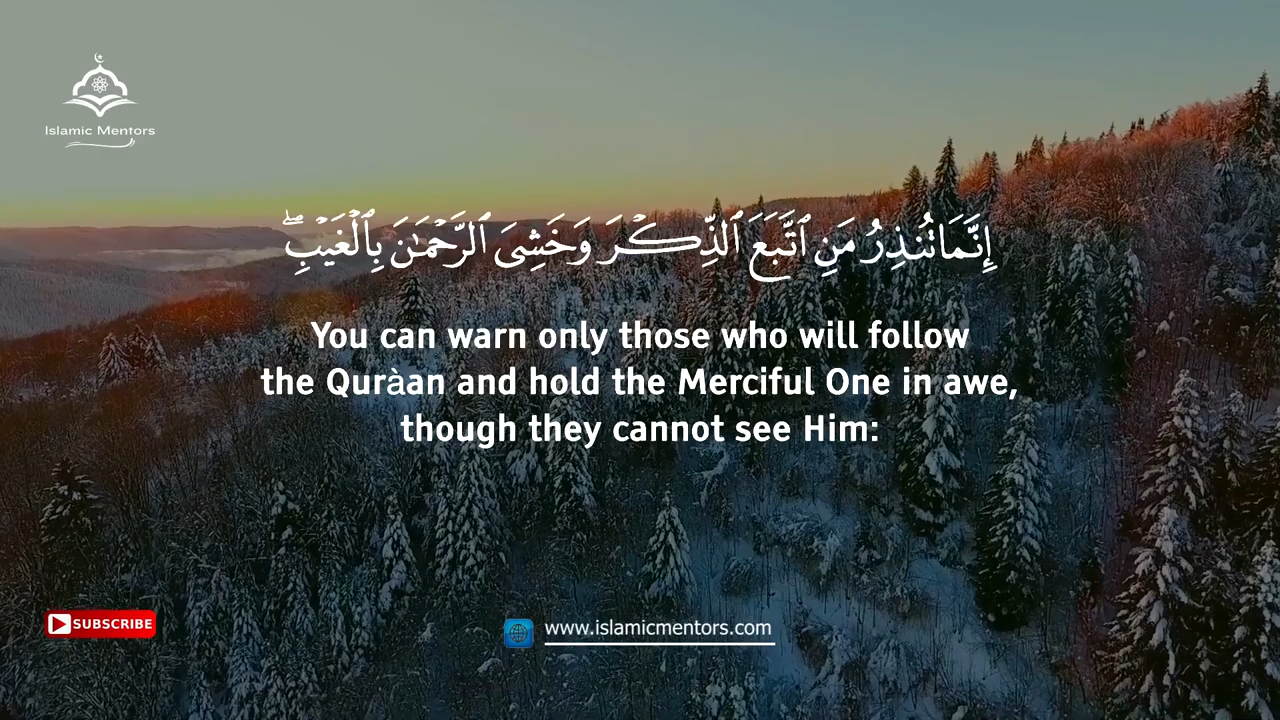 Islamic Mentors
إِنَّمَا تُنذِرُ مَنِ ٱتَّبَعَ ٱلذِّكْرَ وَخَشِىَ ٱلرَّحْمَـٰنَ بِٱلْغَيْبِ ۖ
You can warn only those who will follow
the Quràan and hold the Merciful One in awe,
though they cannot see Him:
SUBSCRIBE
www.islamicmentors.com